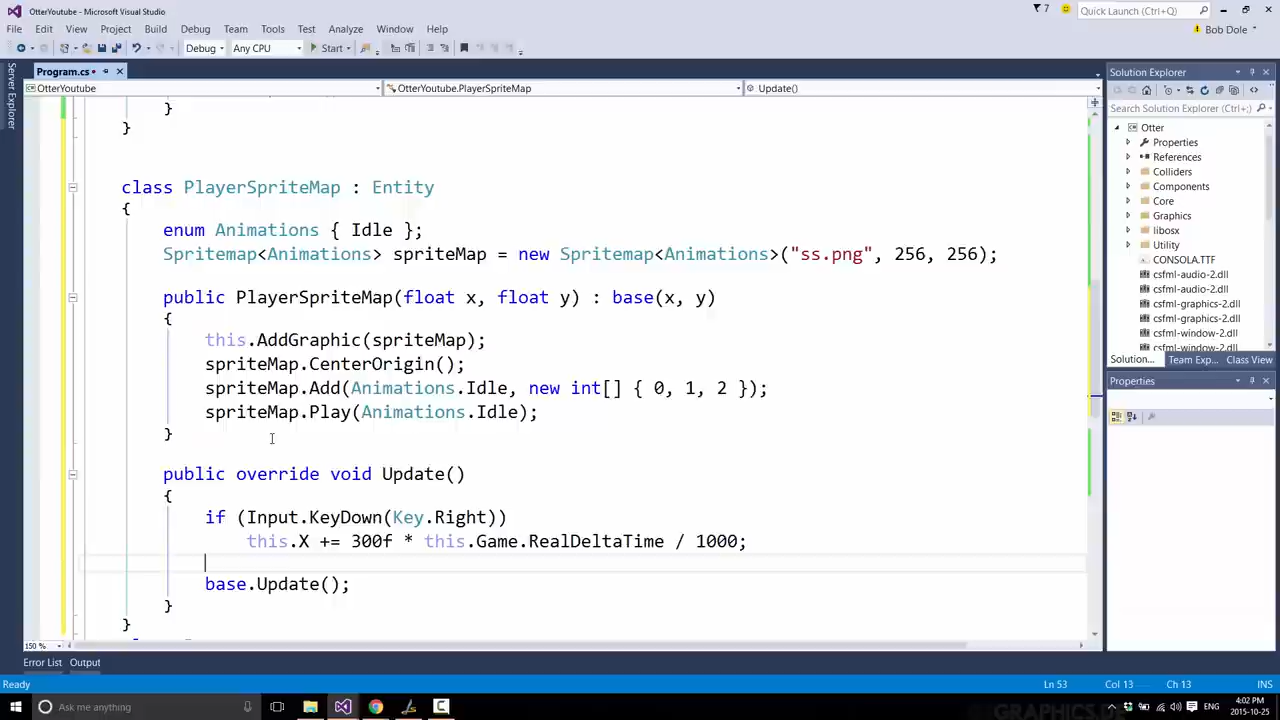 OtterYoutube - Microsoft Visual Studio
7
Quick Launch (Ctrl+Q)
File Edit View Project Build Debug Team Tools Test Analyze Window Help
Bob Dole
Debug Any CPU Start
Server Explorer
Program.cs
OtterYoutube OtterYoutube.PlayerSpriteMap Update()
}
}
class PlayerSpriteMap : Entity
{
enum Animations { Idle };
Spritemap<Animations> spriteMap = new Spritemap<Animations>("ss.png", 256, 256);
public PlayerSpriteMap(float x, float y) : base(x, y)
{
this.AddGraphic(spriteMap);
spriteMap.CenterOrigin();
spriteMap.Add(Animations.Idle, new int[] { 0, 1, 2 });
spriteMap.Play(Animations.Idle);
}
public override void Update()
{
if (Input.KeyDown(Key.Right))
this.X += 300f * this.Game.RealDeltaTime / 1000;
base.Update();
}
}
150 %
Solution Explorer
Search Solution Explorer (Ctrl+;)
Otter
Properties
References
Colliders
Components
Core
Graphics
libosx
Utility
CONSOLA.TTF
csfml-audio-2.dll
csfml-audio-2.dll
csfml-graphics-2.dll
csfml-graphics-2.dll
csfml-window-2.dll
csfml-window-2.dll
Solution... Team Exp... Class View
Properties
Error List Output
Ready Ln 53 Col 13 Ch 13 INS
Ask me anything
ENG
4:02 PM
2015-10-25